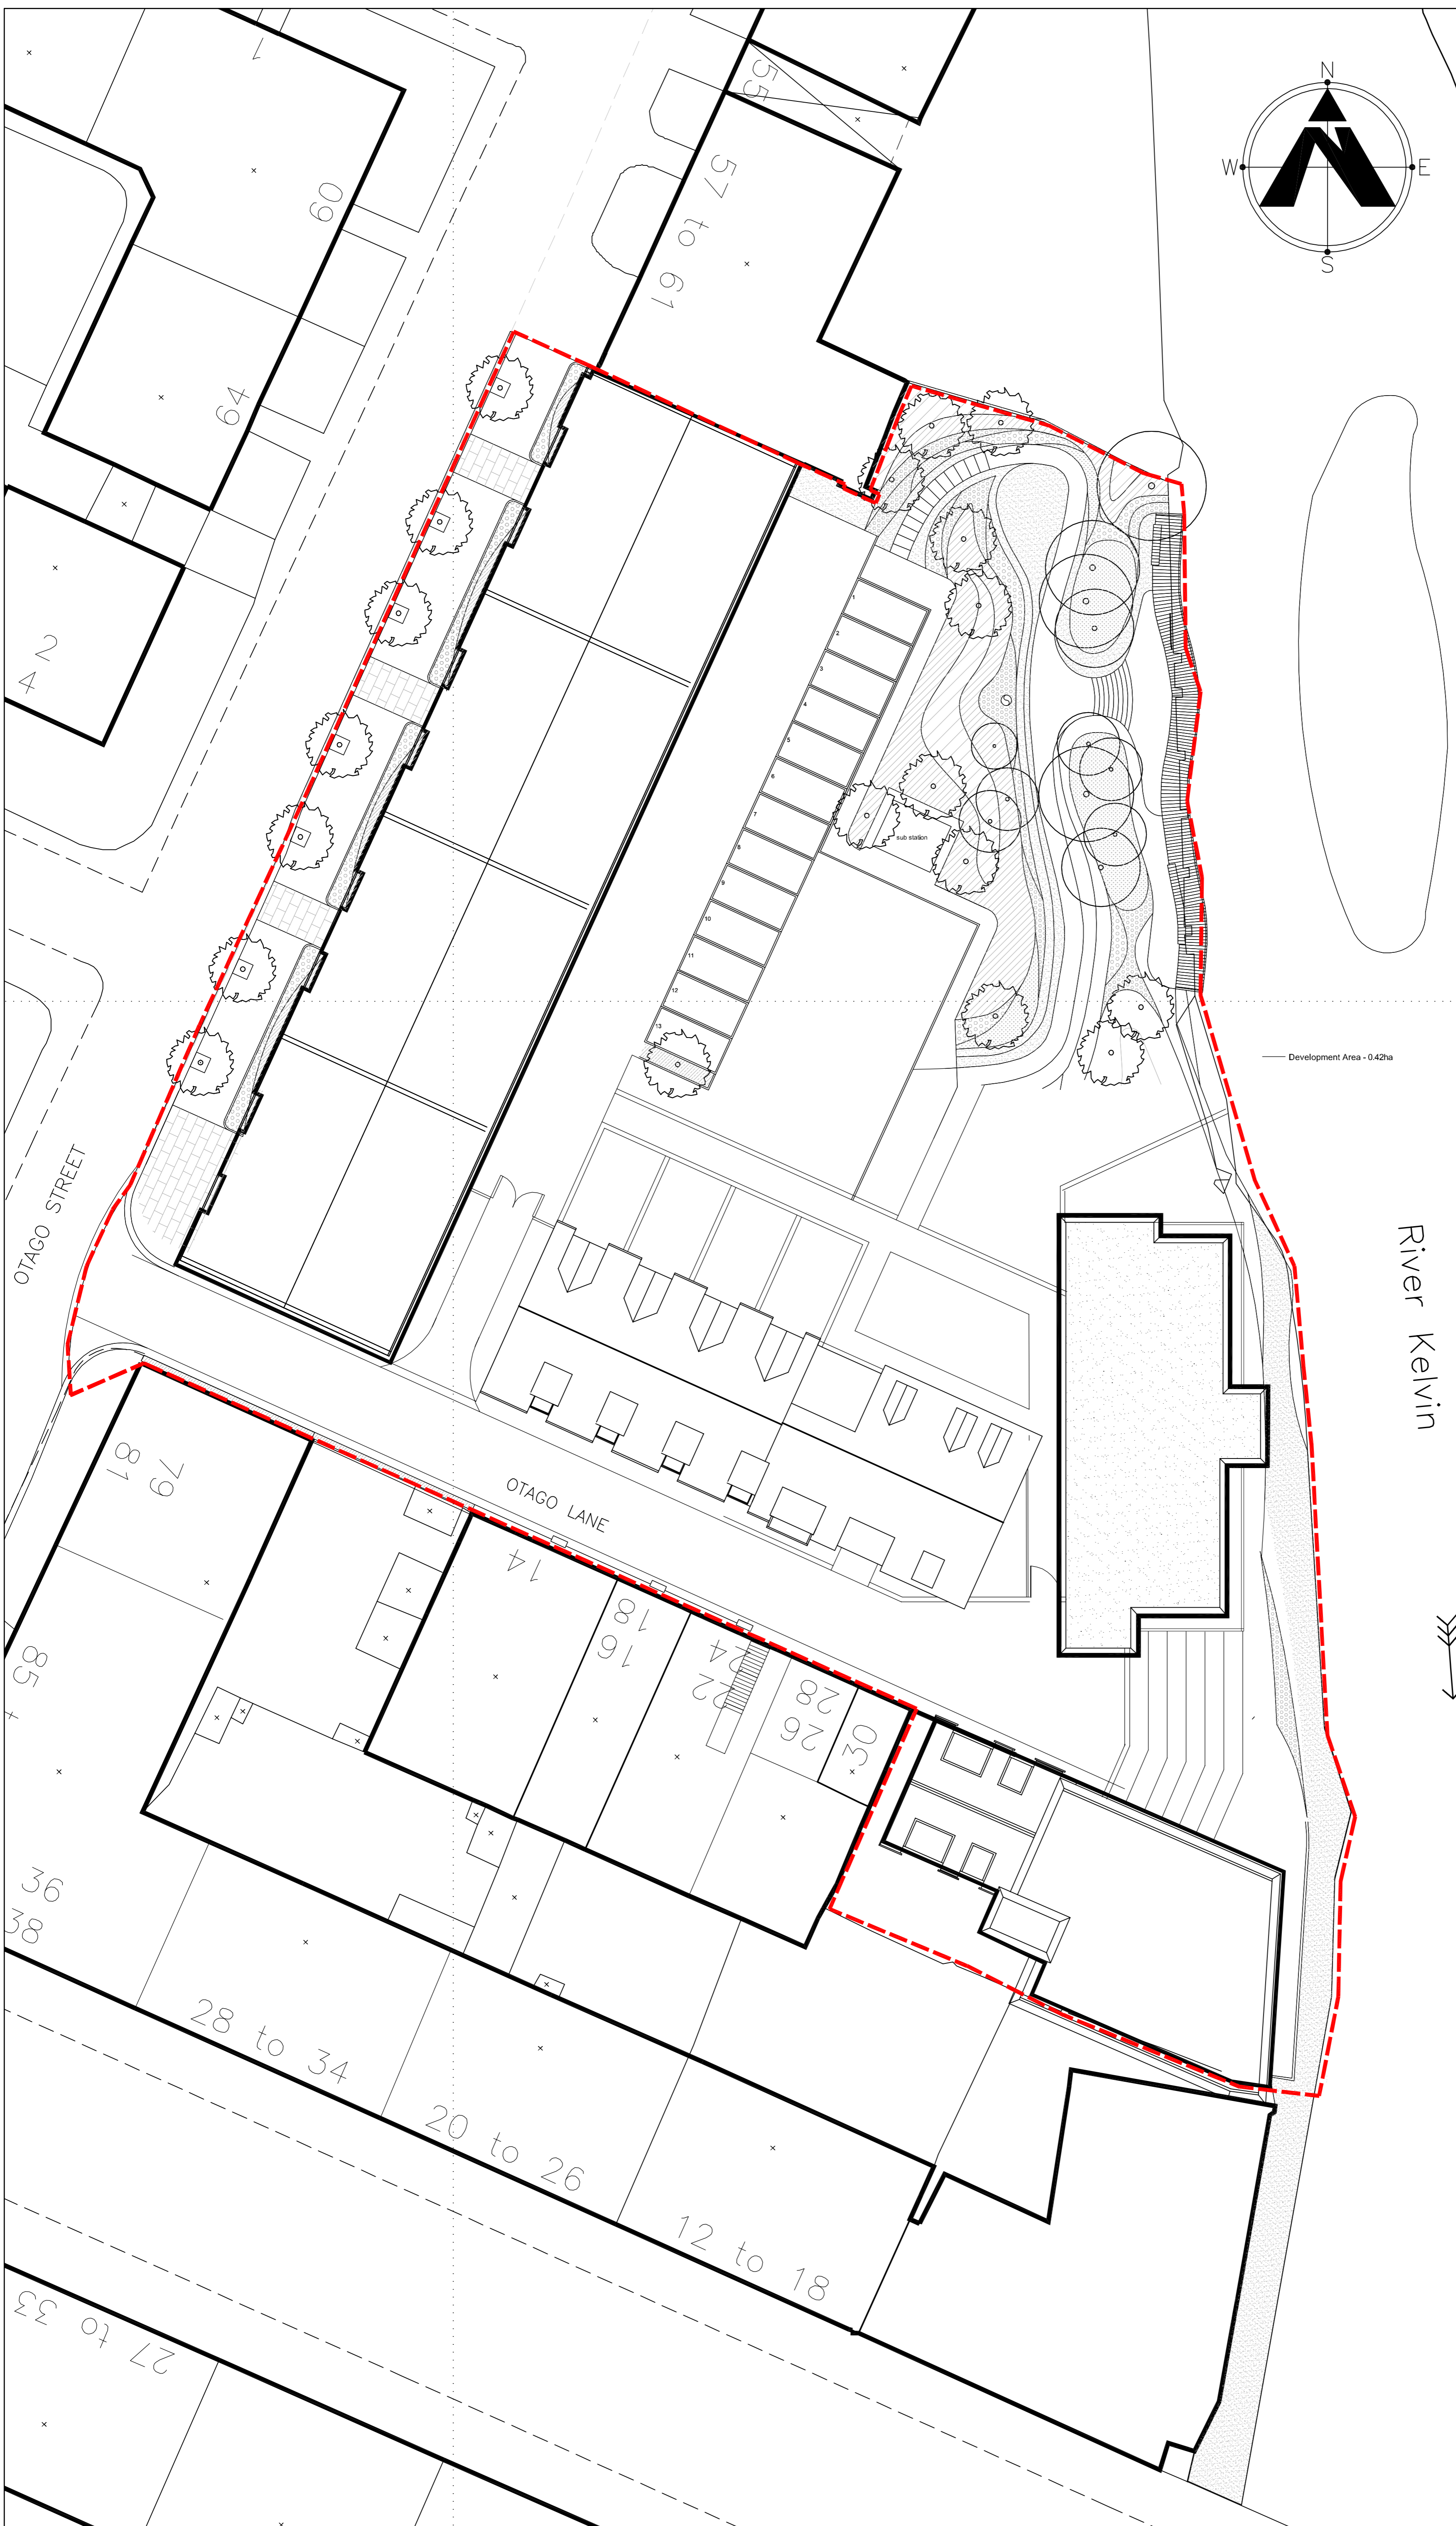 N
W
E
S
1
55
60
57 to 61
64
2
4
1
2
3
4
5
6
7
8
9
10
11
12
13
sub station
Development Area - 0.42ha
OTAGO STREET
River Kelvin
OTAGO LANE
79
81
14
18
16
24
22
28
26
30
85
36
38
28 to 34
20 to 26
12 to 18
27 to 33